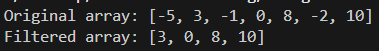 Original array: [-5, 3, -1, 0, 8, -2, 10]
Filtered array: [3, 0, 8, 10]